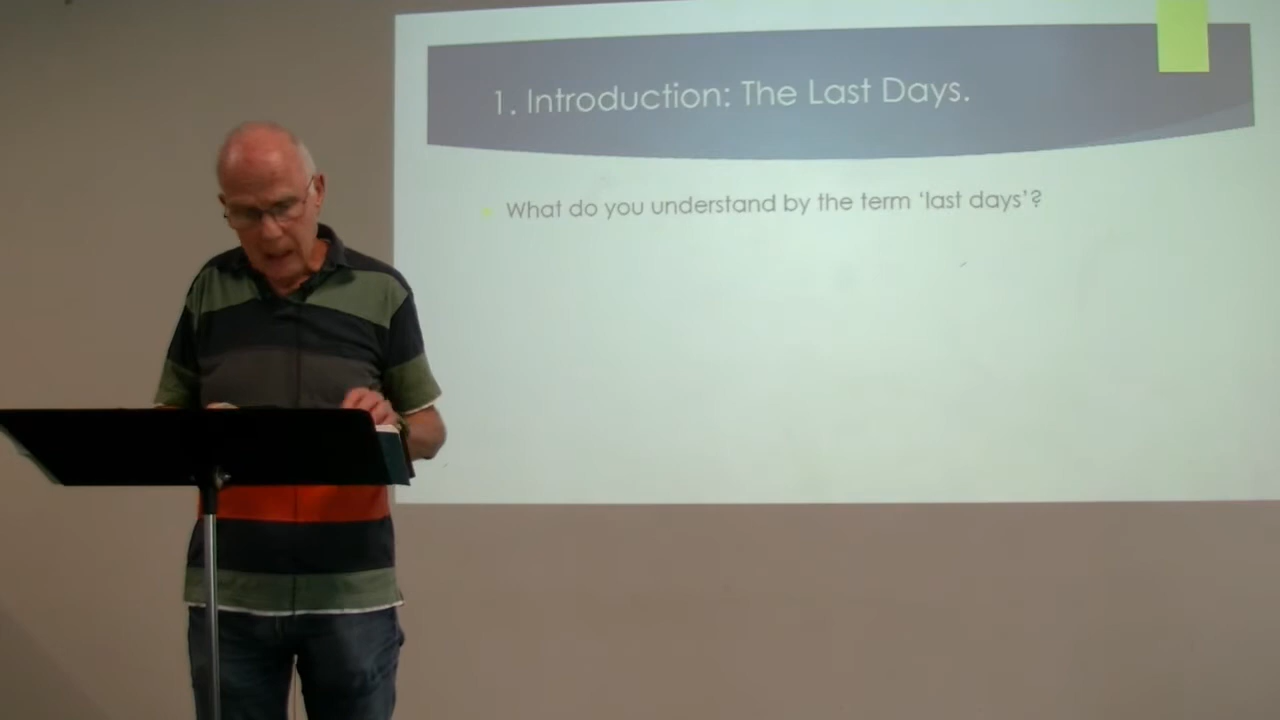 1. Introduction: The Last Days.
What do you understand by the term ‘last days’?